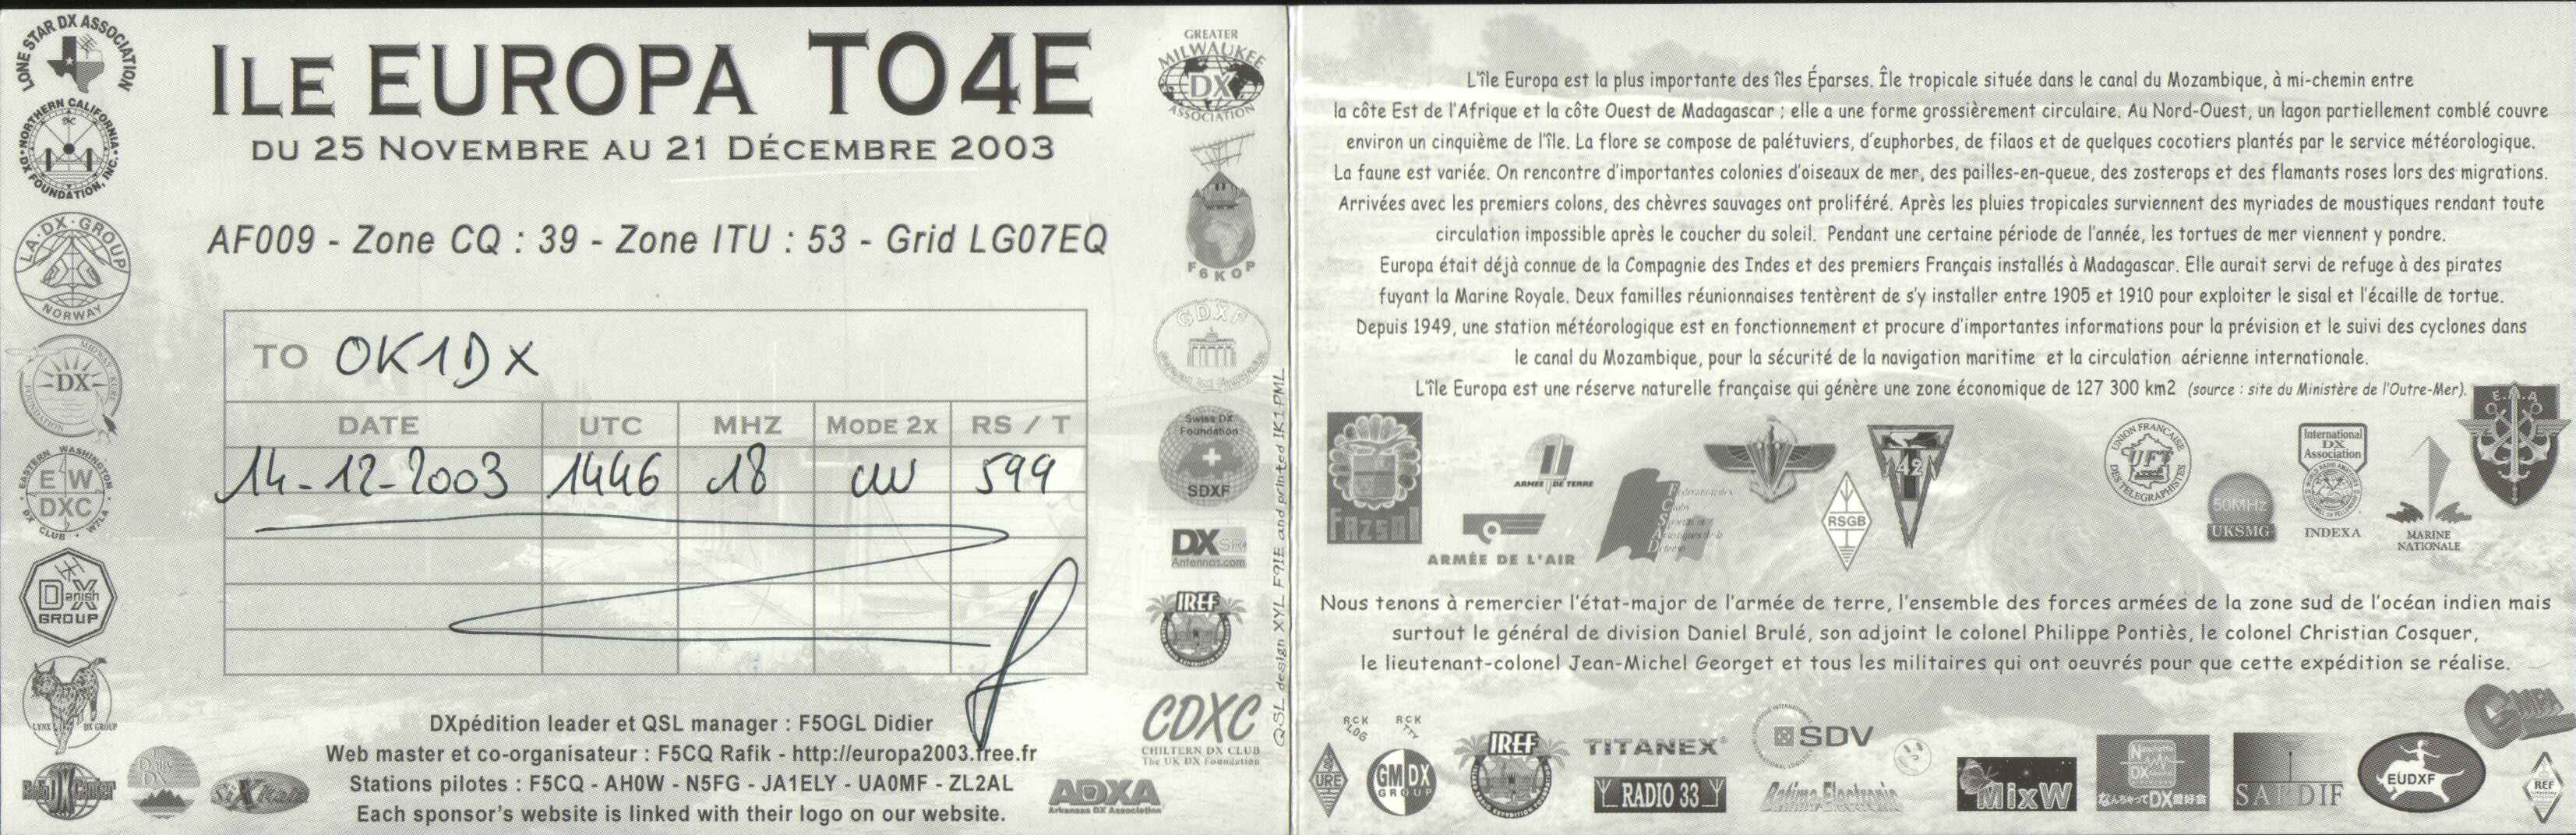 LONE STAR DX ASSOCIATION
NORTHERN CALIFORNIA DX FOUNDATION, INC.
LA·DX·GROUP
NORWAY
MIDWAY - KURE
DX
FOUNDATION
EASTERN WASHINGTON
EW
DXC
DX CLUB · WTLA
DX
Danish
GROUP
LYNX DX GROUP
ILE EUROPA TO4E
DU 25 NOVEMBRE AU 21 DÉCEMBRE 2003
AF009 - Zone CQ : 39 - Zone ITU : 53 - Grid LG07EQ
TO OK1DX
DATE UTC MHZ MODE 2X RS / T
14-12-2003 1446 18 CW 599
DXpédition leader et QSL manager : F5OGL Didier
Web master et co-organisateur : F5CQ Rafik - http://europa2003.free.fr
Stations pilotes : F5CQ - AH0W - N5FG - JA1ELY - UA0MF - ZL2AL
Each sponsor's website is linked with their logo on our website.
GREATER
MILWAUKEE
DX
ASSOCIATION
F6KOP
GDXF
Swiss DX
Foundation
SDXF
DXSR
Antennas.com
IREF
CDXC
CHILTERN DX CLUB
The UK DX Foundation
ADXA
Arkansas DX Association
QSL design XYL F9IE and printed IK1PML
L'île Europa est la plus importante des îles Éparses. Île tropicale située dans le canal du Mozambique, à mi-chemin entre
la côte Est de l'Afrique et la côte Ouest de Madagascar ; elle a une forme grossièrement circulaire. Au Nord-Ouest, un lagon partiellement comblé couvre
environ un cinquième de l'île. La flore se compose de palétuviers, d'euphorbes, de filaos et de quelques cocotiers plantés par le service météorologique.
La faune est variée. On rencontre d'importantes colonies d'oiseaux de mer, des pailles-en-queue, des zosterops et des flamants roses lors des migrations.
Arrivées avec les premiers colons, des chèvres sauvages ont proliféré. Après les pluies tropicales surviennent des myriades de moustiques rendant toute
circulation impossible après le coucher du soleil. Pendant une certaine période de l'année, les tortues de mer viennent y pondre.
Europa était déjà connue de la Compagnie des Indes et des premiers Français installés à Madagascar. Elle aurait servi de refuge à des pirates
fuyant la Marine Royale. Deux familles réunionnaises tentèrent de s'y installer entre 1905 et 1910 pour exploiter le sisal et l'écaille de tortue.
Depuis 1949, une station météorologique est en fonctionnement et procure d'importantes informations pour la prévision et le suivi des cyclones dans
le canal du Mozambique, pour la sécurité de la navigation maritime et la circulation aérienne internationale.
L'île Europa est une réserve naturelle française qui génère une zone économique de 127 300 km2 (source : site du Ministère de l'Outre-Mer).
E.M.A
Fazsoi
ARMEE DE TERRE
ARMÉE DE L'AIR
RSGB
42
UNION FRANÇAISE
UFT
DES TELEGRAPHISTES
50MHz
UKSMG
International
DX
Association
INDEXA
MARINE
NATIONALE
Nous tenons à remercier l'état-major de l'armée de terre, l'ensemble des forces armées de la zone sud de l'océan indien mais
surtout le général de division Daniel Brulé, son adjoint le colonel Philippe Pontiès, le colonel Christian Cosquer,
le lieutenant-colonel Jean-Michel Georget et tous les militaires qui ont oeuvrés pour que cette expédition se réalise.
RCK
LOG
RCK
RTTY
URE
GMDX
GROUP
IREF
TITANEX®
RADIO 33
SDV
Batima Electronic
MixW
DX
なんちゃってDX愛好会
EUDXF
REF